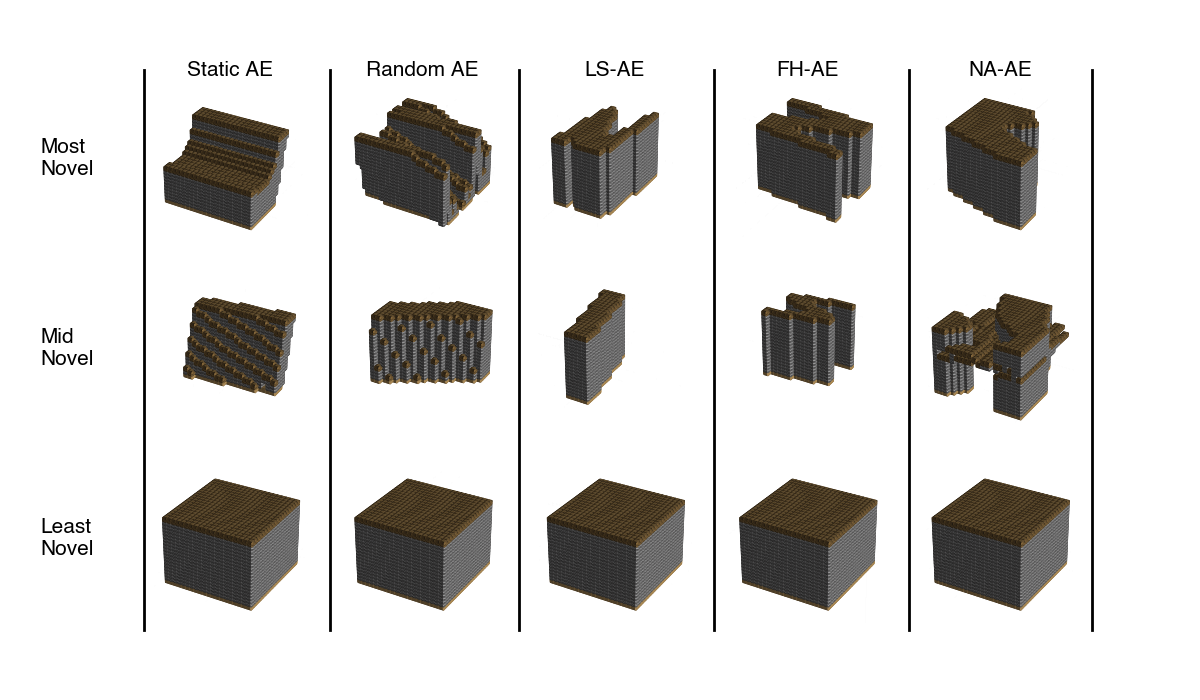 Static AE
Random AE
LS-AE
FH-AE
NA-AE
Most
Novel
Mid
Novel
Least
Novel